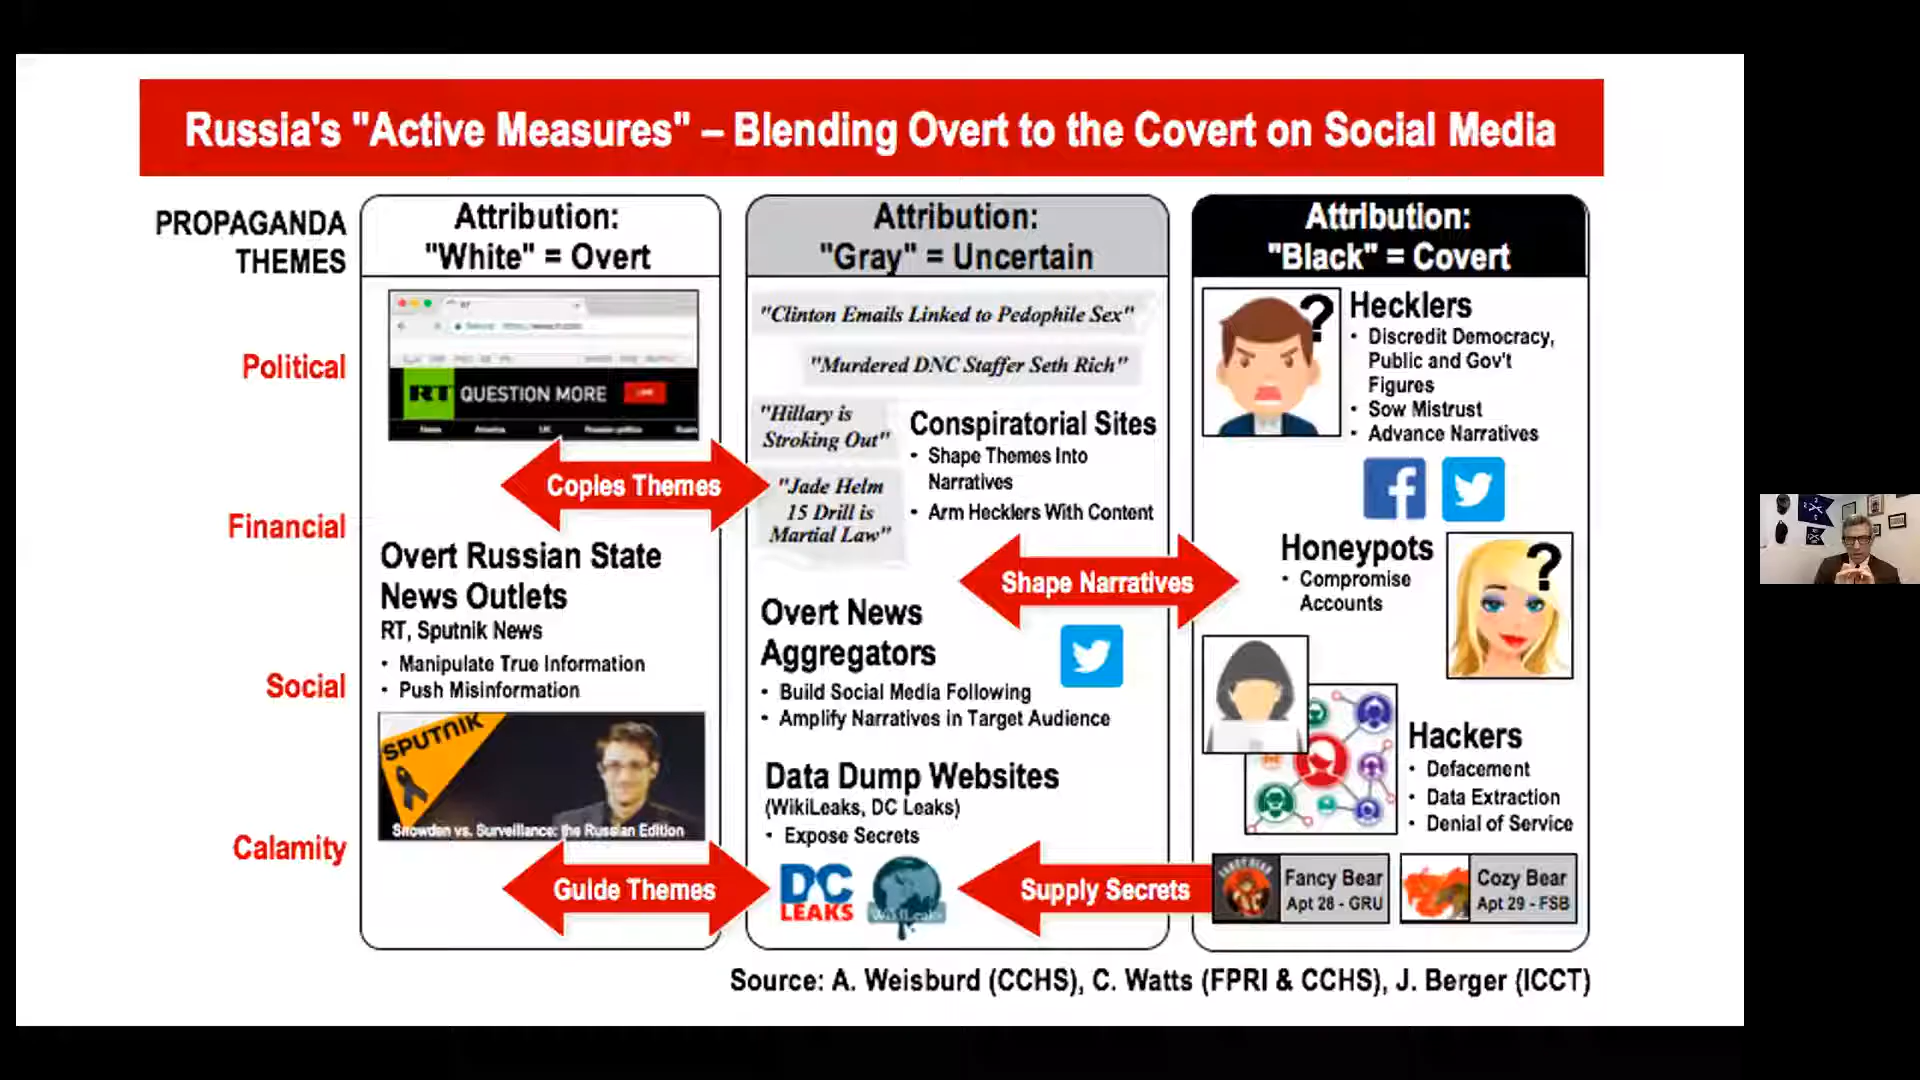 Russia's "Active Measures" – Blending Overt to the Covert on Social Media
PROPAGANDA
THEMES
Political
Financial
Social
Calamity
Attribution:
"White" = Overt
RT QUESTION MORE
Copies Themes
Overt Russian State
News Outlets
RT, Sputnik News
• Manipulate True Information
• Push Misinformation
SPUTNIK
Snowden vs. Surveillance: the Russian Edition
Guide Themes
Attribution:
"Gray" = Uncertain
"Clinton Emails Linked to Pedophile Sex"
"Murdered DNC Staffer Seth Rich"
"Hillary is
Stroking Out"
"Jade Helm
15 Drill is
Martial Law"
Conspiratorial Sites
• Shape Themes Into
Narratives
• Arm Hecklers With Content
Shape Narratives
Overt News
Aggregators
• Build Social Media Following
• Amplify Narratives in Target Audience
Data Dump Websites
(WikiLeaks, DC Leaks)
• Expose Secrets
DC
LEAKS
WikiLeaks
Supply Secrets
Attribution:
"Black" = Covert
?
Hecklers
• Discredit Democracy,
Public and Gov't
Figures
• Sow Mistrust
• Advance Narratives
Honeypots
• Compromise
Accounts
?
Hackers
• Defacement
• Data Extraction
• Denial of Service
FANCY BEAR
Fancy Bear
Apt 28 - GRU
Cozy Bear
Apt 29 - FSB
Source: A. Weisburd (CCHS), C. Watts (FPRI & CCHS), J. Berger (ICCT)